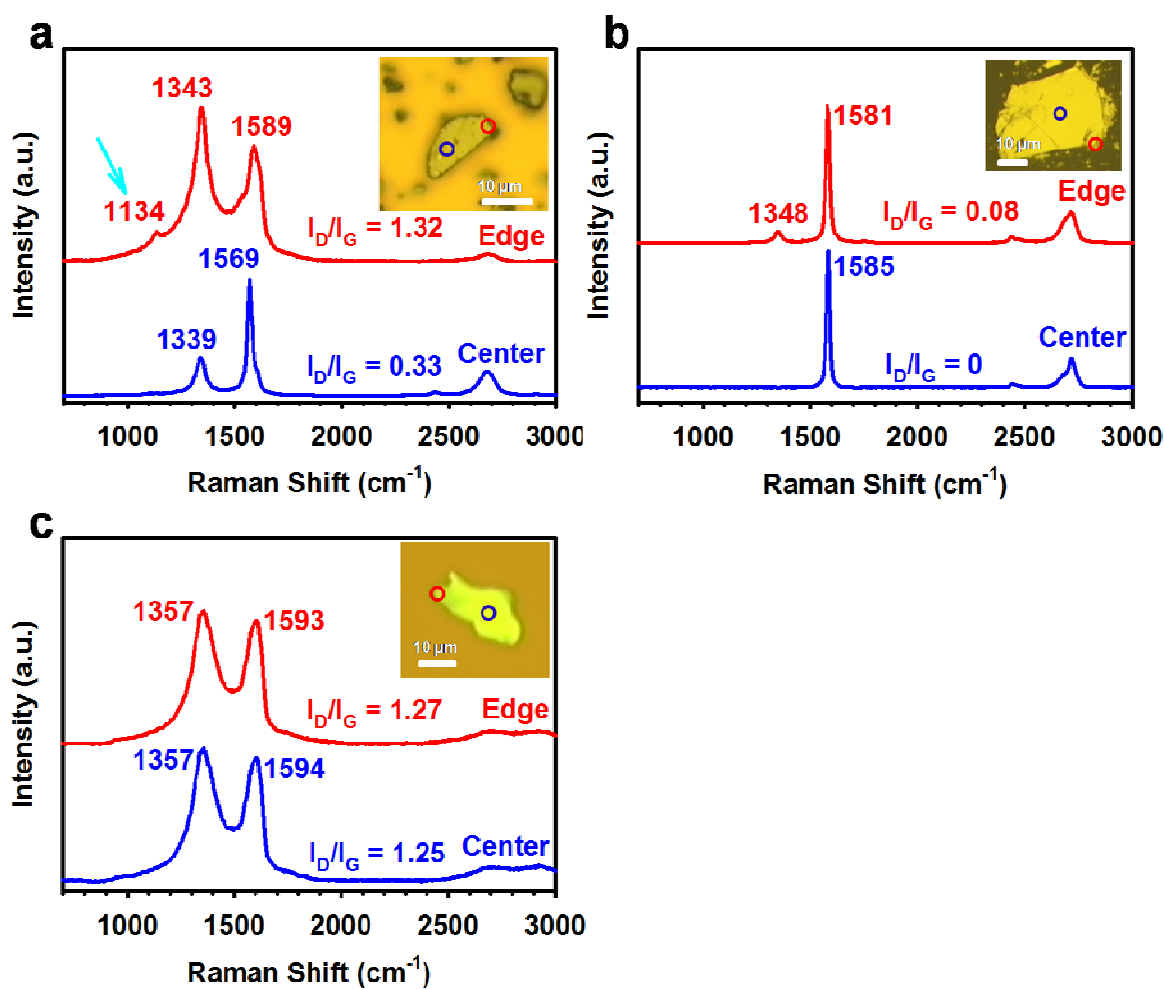 a
1343
1589
1134
I_D/I_G = 1.32
Edge
1569
1339
I_D/I_G = 0.33
Center
10 µm
Intensity (a.u.)
1000 1500 2000 2500 3000
Raman Shift (cm⁻¹)
b
1581
1348
I_D/I_G = 0.08
Edge
1585
I_D/I_G = 0
Center
10 µm
Intensity (a.u.)
1000 1500 2000 2500 3000
Raman Shift (cm⁻¹)
c
1357 1593
I_D/I_G = 1.27
Edge
1357 1594
I_D/I_G = 1.25
Center
10 µm
Intensity (a.u.)
1000 1500 2000 2500 3000
Raman Shift (cm⁻¹)